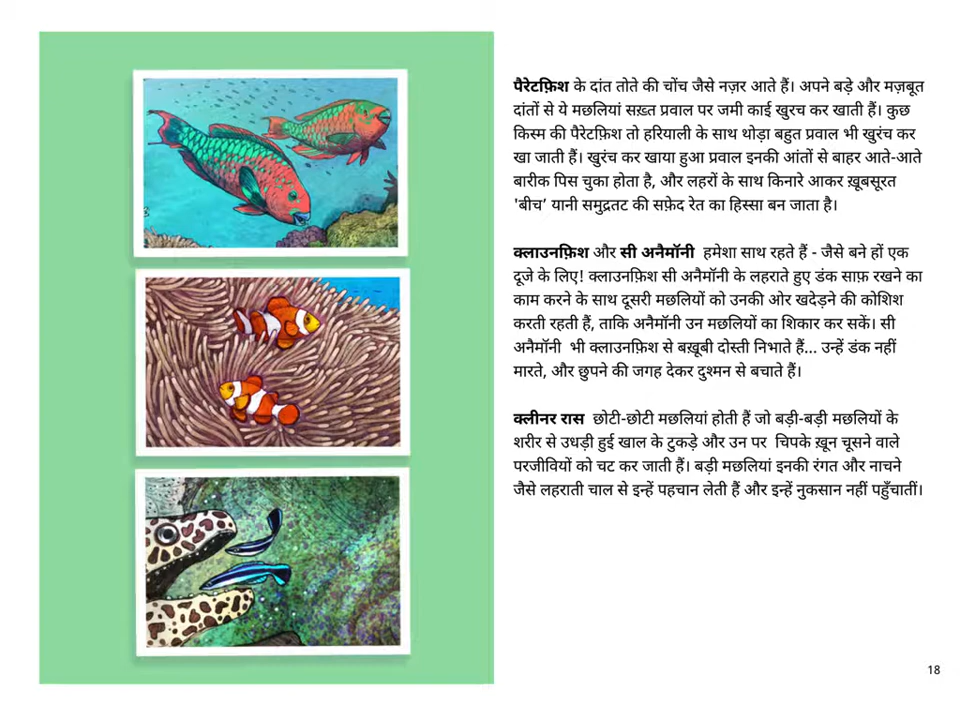 पैरेटफ़िश के दांत तोते की चोंच जैसे नज़र आते हैं। अपने बड़े और मज़बूत
दांतों से ये मछलियां सख़्त प्रवाल पर जमी काई खुरच कर खाती हैं। कुछ
किस्म की पैरेटफ़िश तो हरियाली के साथ थोड़ा बहुत प्रवाल भी खुरंच कर
खा जाती हैं। खुरंच कर खाया हुआ प्रवाल इनकी आंतों से बाहर आते-आते
बारीक पिस चुका होता है, और लहरों के साथ किनारे आकर ख़ूबसूरत
'बीच’ यानी समुद्रतट की सफ़ेद रेत का हिस्सा बन जाता है।
क्लाउनफ़िश और सी अनैमॉनी हमेशा साथ रहते हैं - जैसे बने हों एक
दूजे के लिए! क्लाउनफ़िश सी अनैमॉनी के लहराते हुए डंक साफ़ रखने का
काम करने के साथ दूसरी मछलियों को उनकी ओर खदेड़ने की कोशिश
करती रहती हैं, ताकि अनैमॉनी उन मछलियों का शिकार कर सकें। सी
अनैमॉनी भी क्लाउनफ़िश से बख़ूबी दोस्ती निभाते हैं... उन्हें डंक नहीं
मारते, और छुपने की जगह देकर दुश्मन से बचाते हैं।
क्लीनर रास छोटी-छोटी मछलियां होती हैं जो बड़ी-बड़ी मछलियों के
शरीर से उधड़ी हुई खाल के टुकड़े और उन पर चिपके ख़ून चूसने वाले
परजीवियों को चट कर जाती हैं। बड़ी मछलियां इनकी रंगत और नाचने
जैसे लहराती चाल से इन्हें पहचान लेती हैं और इन्हें नुकसान नहीं पहुँचातीं।
18